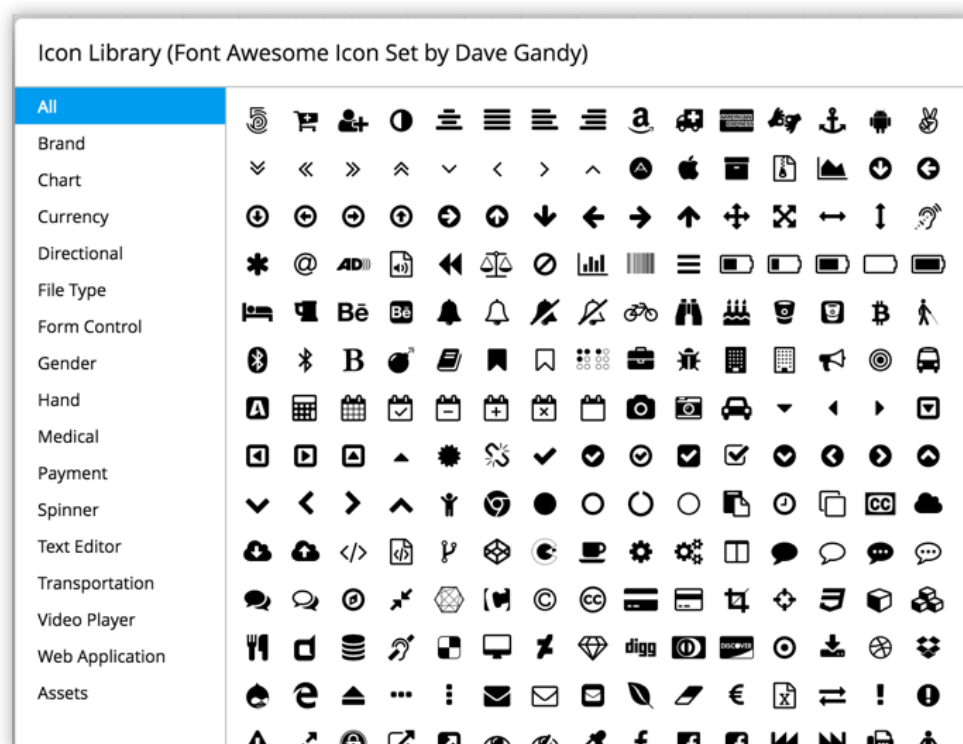 Icon Library (Font Awesome Icon Set by Dave Gandy)
All
Brand
Chart
Currency
Directional
File Type
Form Control
Gender
Hand
Medical
Payment
Spinner
Text Editor
Transportation
Video Player
Web Application
Assets